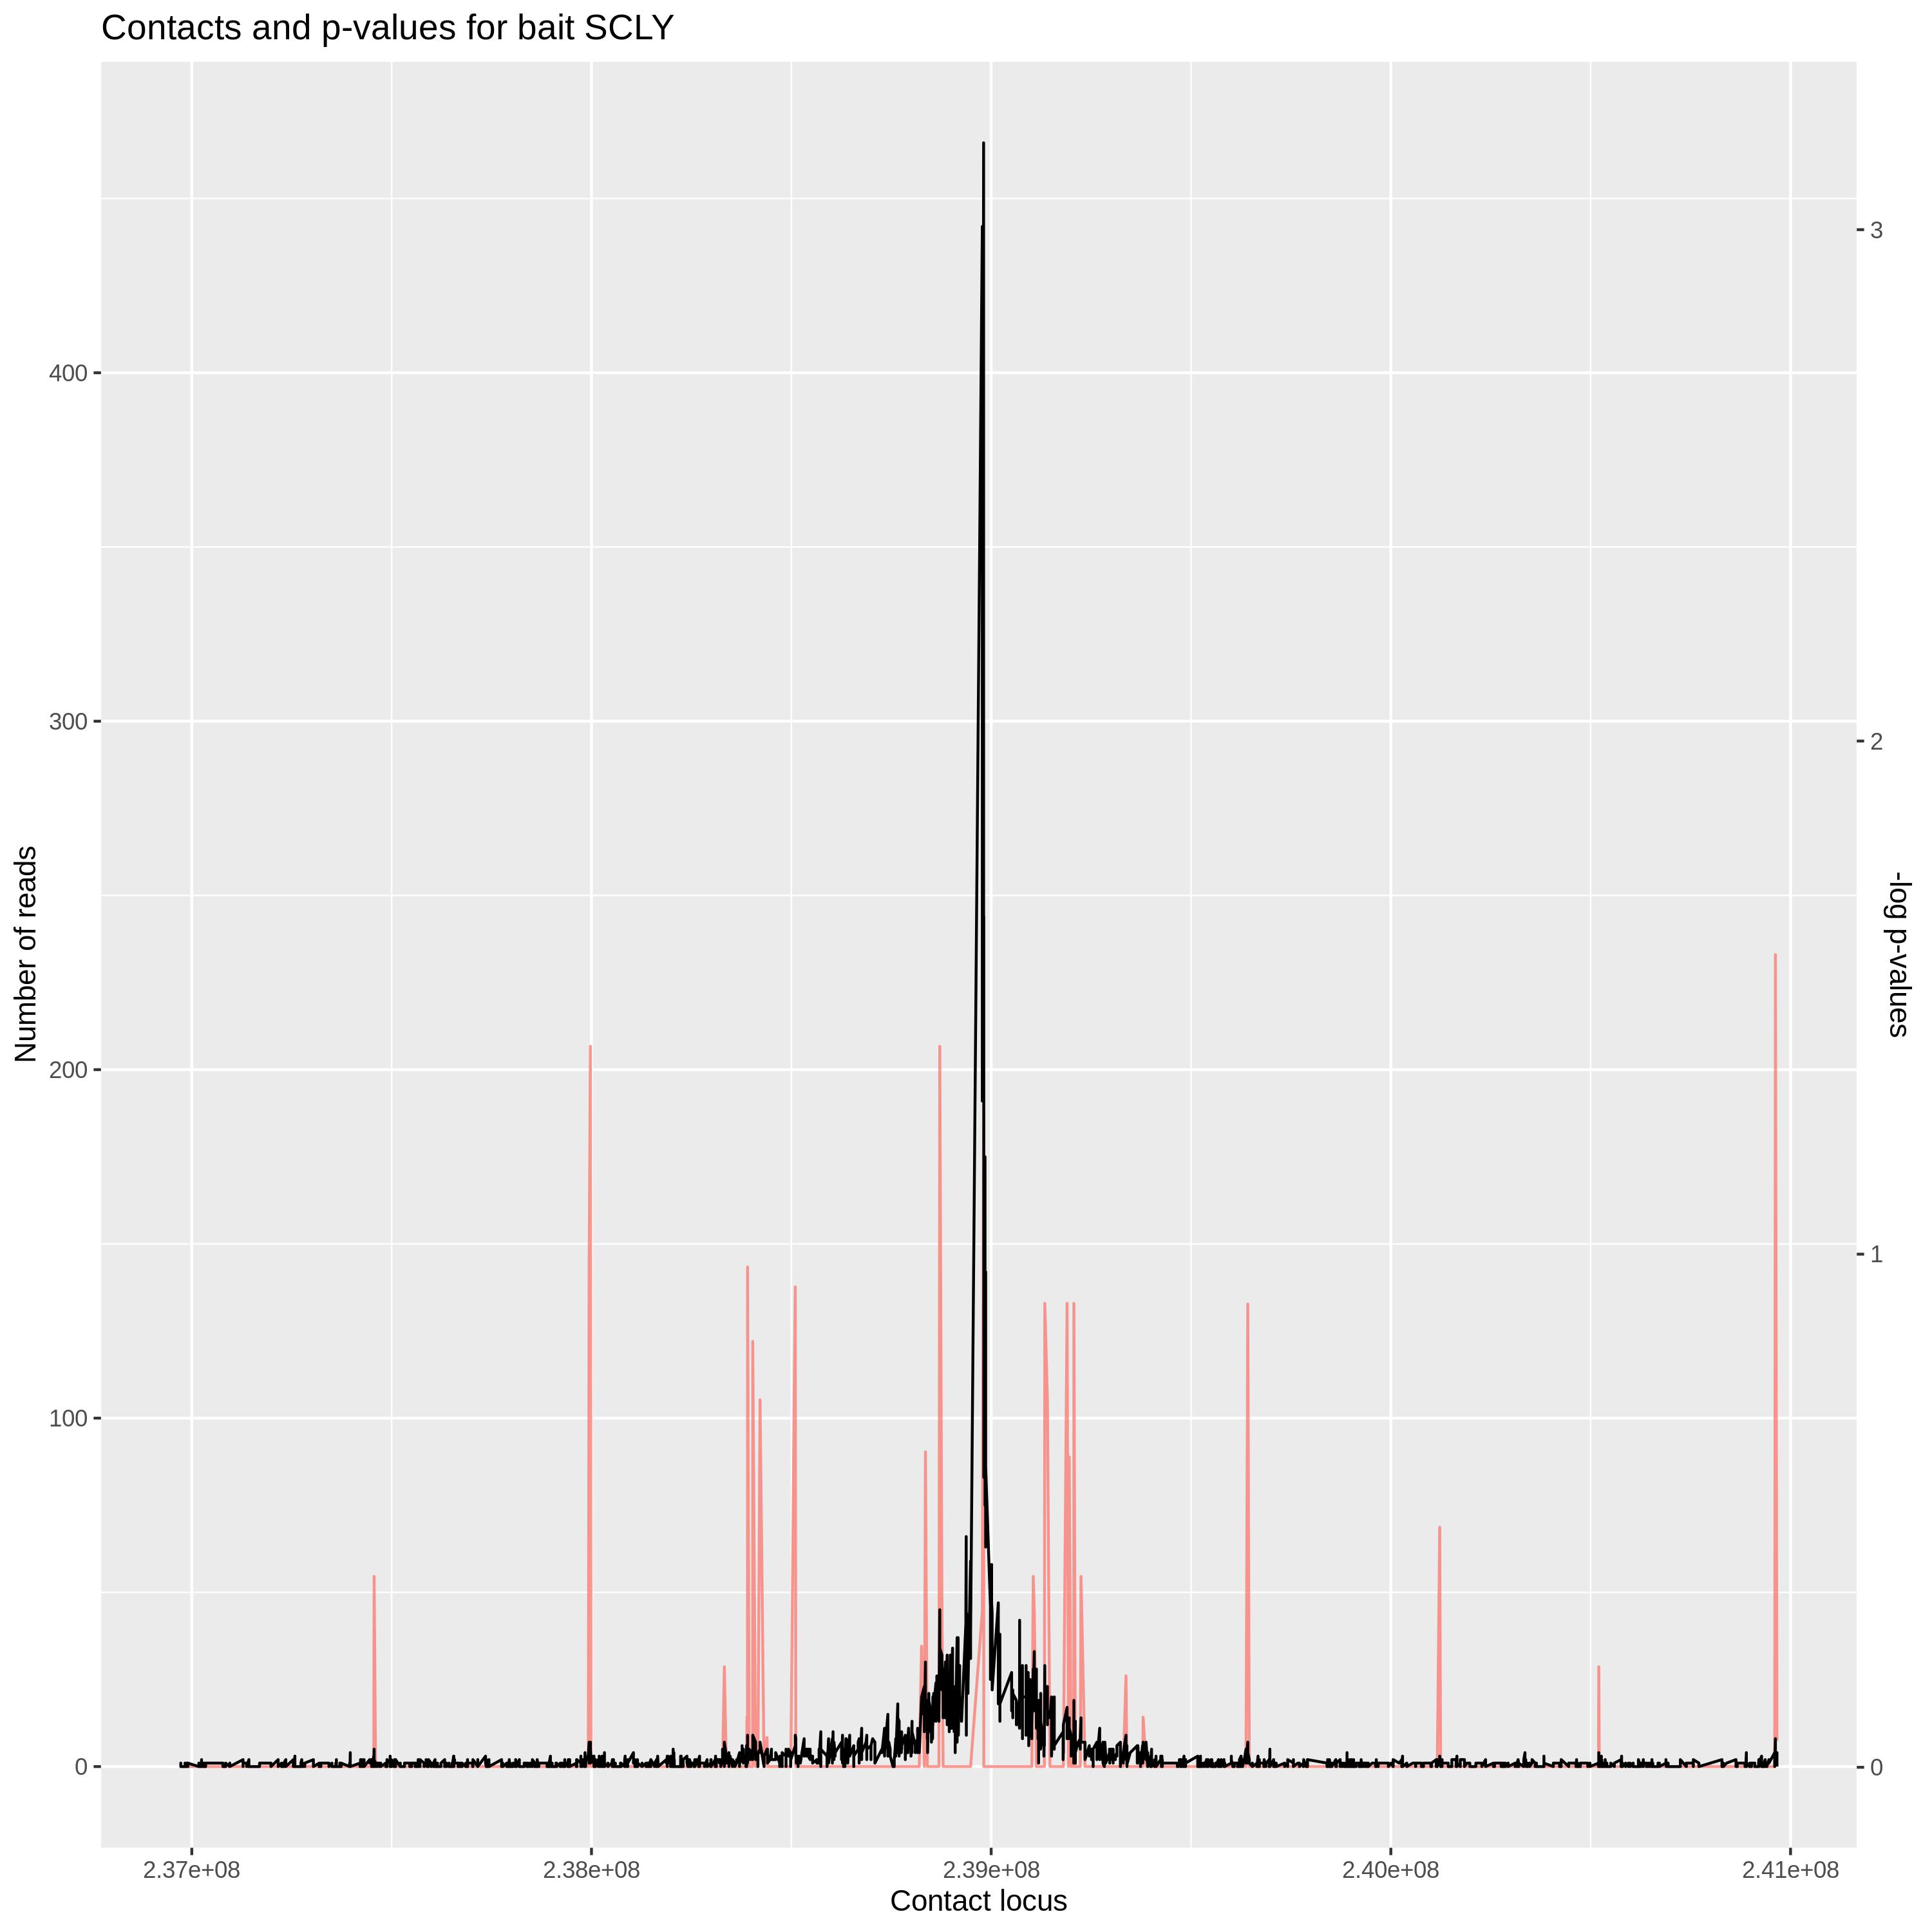 Contacts and p-values for bait SCLY
Number of reads
400
300
200
100
0
3
2
1
0
-log p-values
2.37e+08 2.38e+08 2.39e+08 2.40e+08 2.41e+08
Contact locus